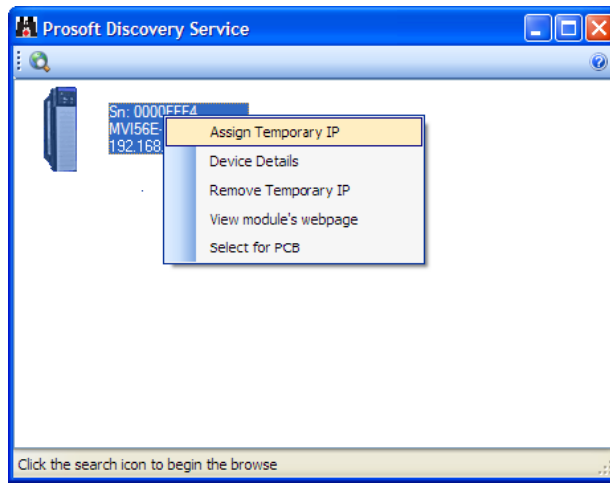 Prosoft Discovery Service
Sn: 0000FFF4
MVI56E-
192.168.
Assign Temporary IP
Device Details
Remove Temporary IP
View module's webpage
Select for PCB
Click the search icon to begin the browse